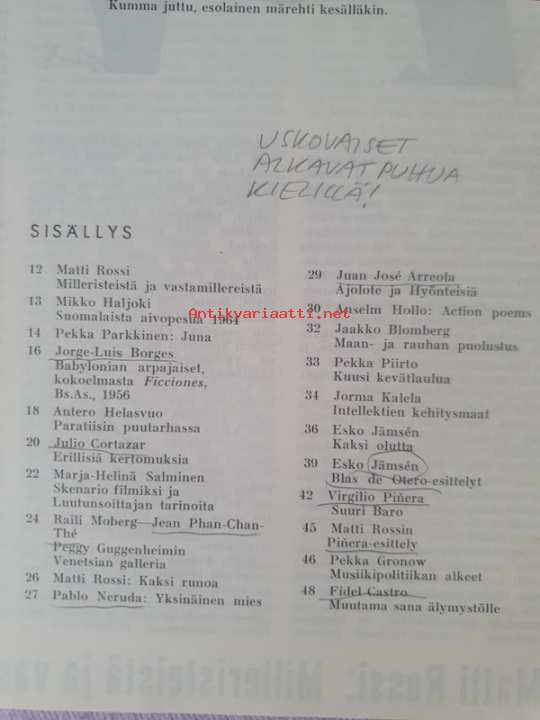 Kumma juttu, esolainen märehti kesälläkin.
USKOVAISET
ALKAVAT PUHUA
KIELILLÄ!
SISÄLLYS
12 Matti Rossi
Milleristeistä ja vastamillereistä
13 Mikko Haljoki
Suomalaista aivopesua 1964
14 Pekka Parkkinen: Juna
16 Jorge-Luis Borges
Babylonian arpajaiset,
kokoelmasta Ficciones,
Bs.As., 1956
18 Antero Helasvuo
Paratiisin puutarhassa
20 Julio Cortazar
Erillisiä kertomuksia
22 Marja-Helinä Salminen
Skenario filmiksi ja
Luutunsoittajan tarinoita
24 Raili Moberg—Jean Phan-Chan-
Thé
Peggy Guggenheimin
Venetsian galleria
26 Matti Rossi: Kaksi runoa
27 Pablo Neruda: Yksinäinen mies
29 Juan José Arreola
Ajolote ja Hyönteisiä
30 Anselm Hollo: Action poems
32 Jaakko Blomberg
Maan- ja rauhan puolustus
33 Pekka Piirto
Kuusi kevätlaulua
34 Jorma Kalela
Intellektien kehitysmaat
36 Esko Jämsén
Kaksi olutta
39 Esko Jämsén
Blas de Otero-esittelyt
42 Virgilio Piñera
Suuri Baro
45 Matti Rossin
Piñera-esittely
46 Pekka Gronow
Musiikipolitiikan alkeet
48 Fidel Castro
Muutama sana älymystölle
Antikvariaatti.net
Matti Rossi: Milleristeistä ja vas